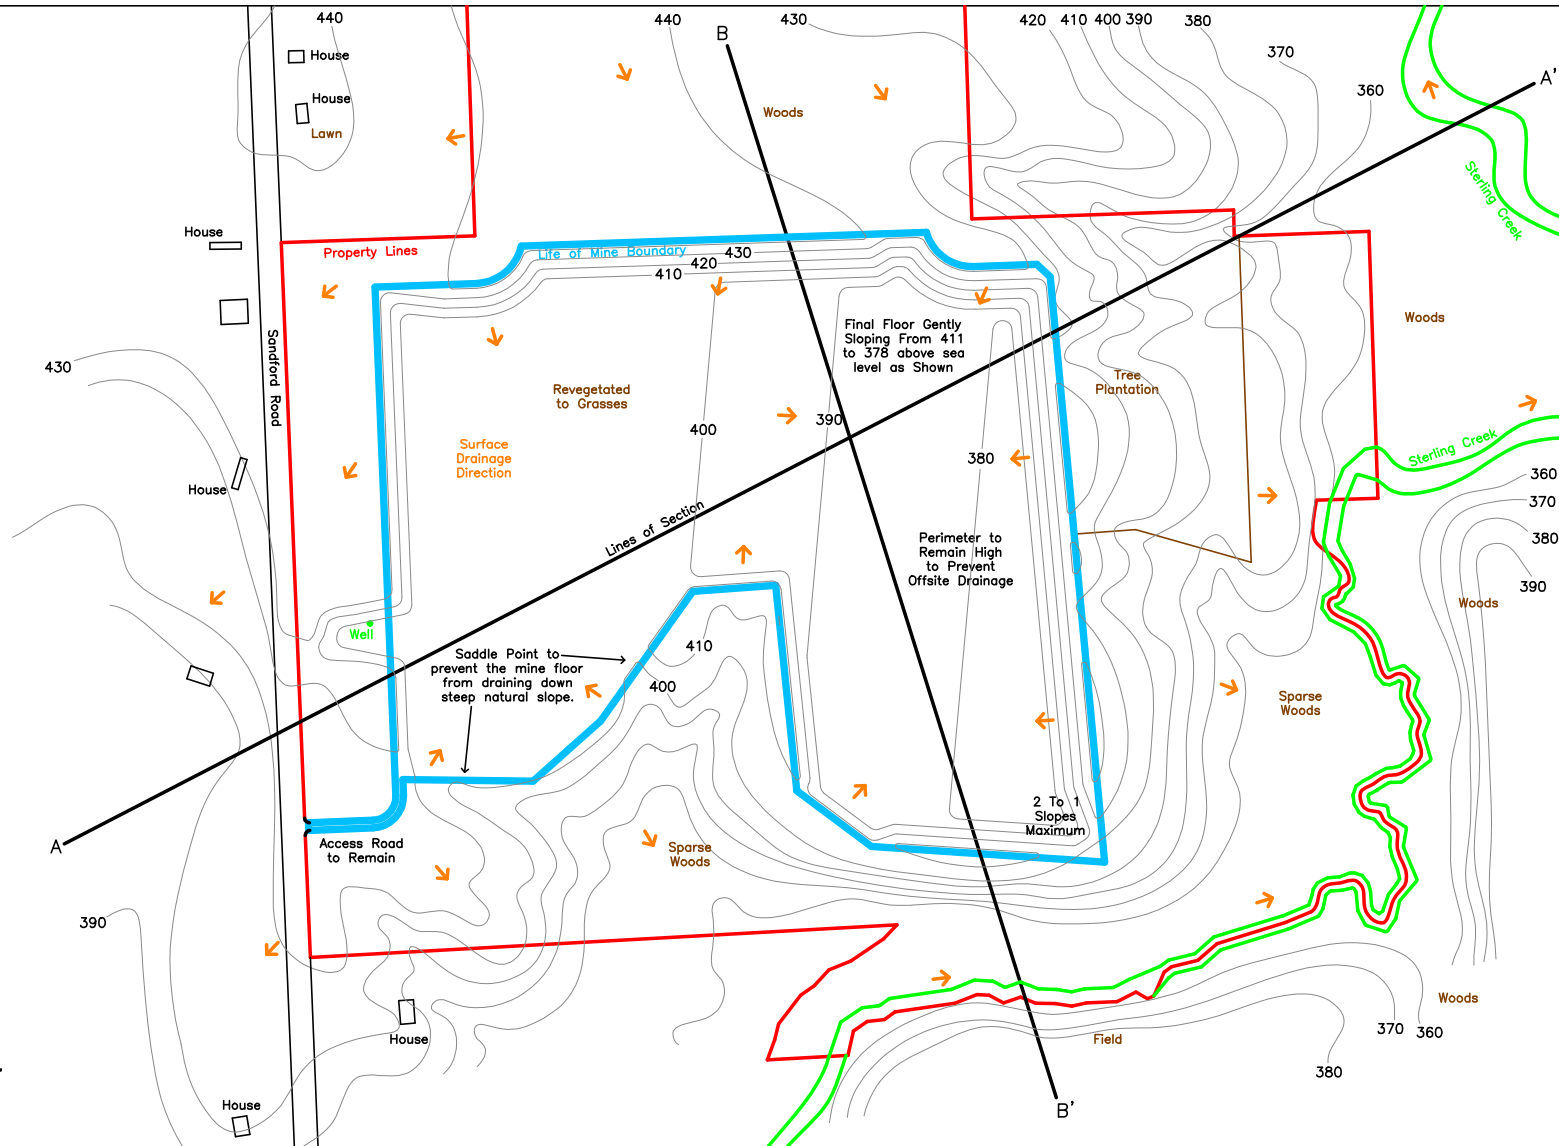 440
440
430
420
410
400
390
380
370
360
House
House
Lawn
B
Woods
A'
Sterling Creek
House
Property Lines
Life of Mine Boundary
430
420
410
Sandford Road
430
Final Floor Gently
Sloping From 411
to 378 above sea
level as Shown
Woods
Revegetated
to Grasses
Tree
Plantation
Surface
Drainage
Direction
400
390
380
Sterling Creek
House
Lines of Section
360
370
380
390
Perimeter to
Remain High
to Prevent
Offsite Drainage
Woods
Well
Saddle Point to
prevent the mine floor
from draining down
steep natural slope.
410
400
Sparse
Woods
2 To 1
Slopes
Maximum
A
Access Road
to Remain
Sparse
Woods
390
House
Woods
370
360
Field
380
House
B'